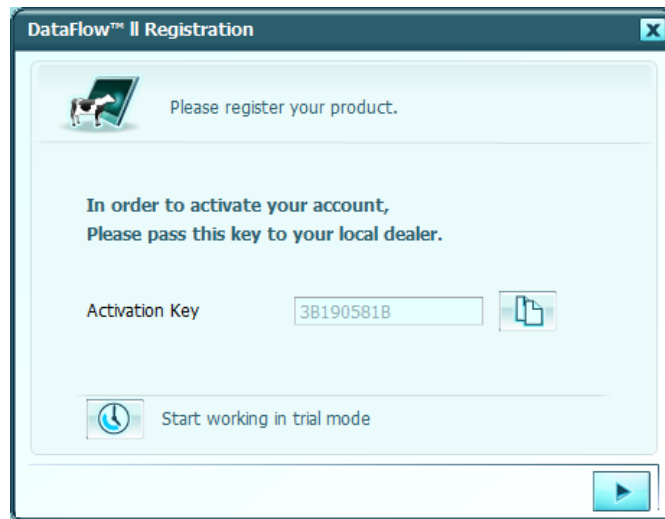 DataFlow™ II Registration
Please register your product.
In order to activate your account,
Please pass this key to your local dealer.
Activation Key 3B190581B
Start working in trial mode